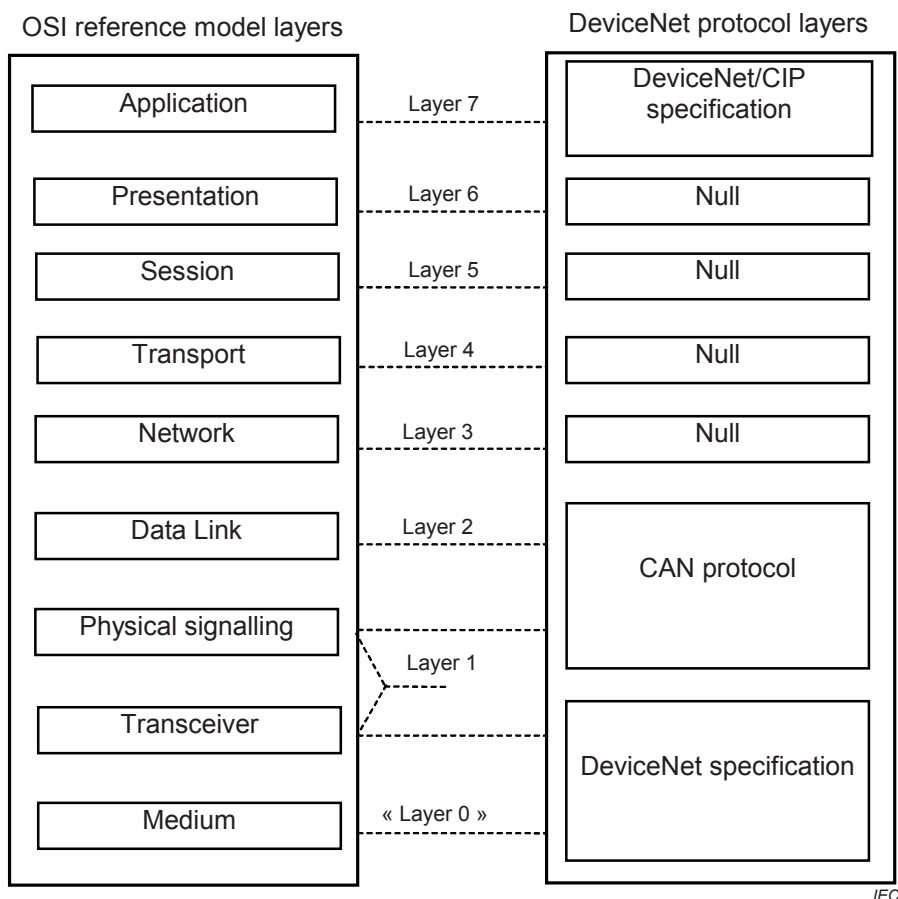 OSI reference model layers
DeviceNet protocol layers
Application
Layer 7
DeviceNet/CIP
specification
Presentation
Layer 6
Null
Session
Layer 5
Null
Transport
Layer 4
Null
Network
Layer 3
Null
Data Link
Layer 2
CAN protocol
Physical signalling
Layer 1
Transceiver
DeviceNet specification
Medium
« Layer 0 »
IEC